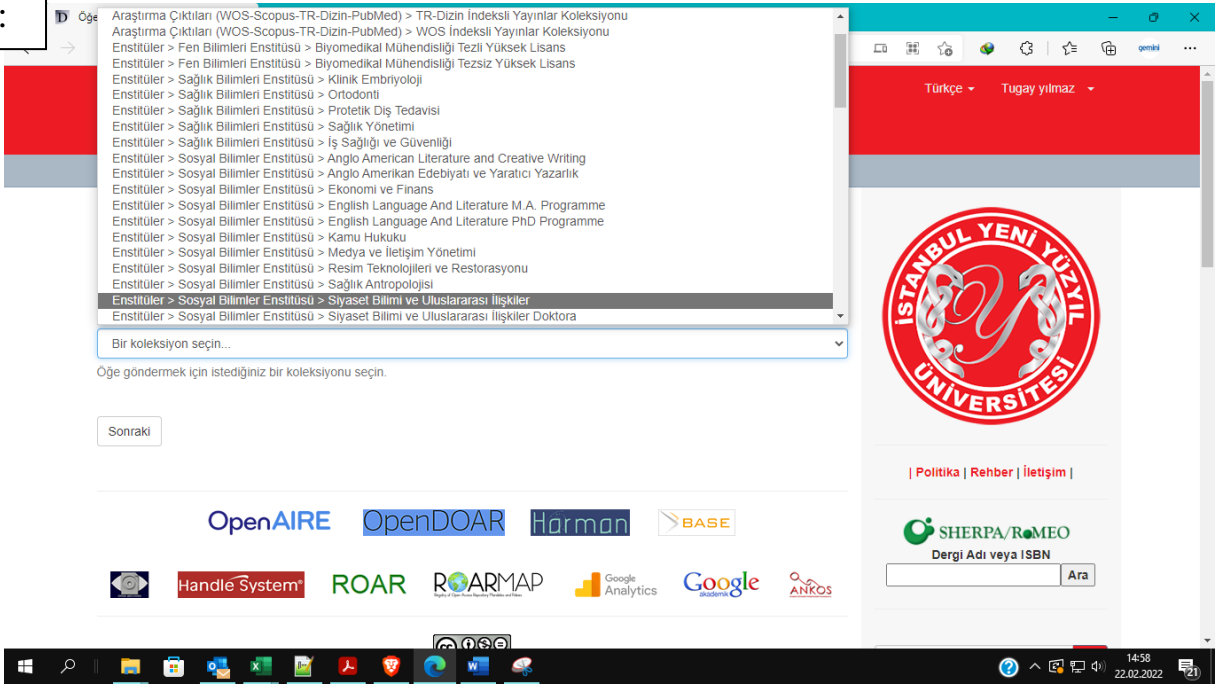 :
Öğe
Araştırma Çıktıları (WOS-Scopus-TR-Dizin-PubMed) > TR-Dizin İndeksli Yayınlar Koleksiyonu
Araştırma Çıktıları (WOS-Scopus-TR-Dizin-PubMed) > WOS İndeksli Yayınlar Koleksiyonu
Enstitüler > Fen Bilimleri Enstitüsü > Biyomedikal Mühendisliği Tezli Yüksek Lisans
Enstitüler > Fen Bilimleri Enstitüsü > Biyomedikal Mühendisliği Tezsiz Yüksek Lisans
Enstitüler > Sağlık Bilimleri Enstitüsü > Klinik Embriyoloji
Enstitüler > Sağlık Bilimleri Enstitüsü > Ortodonti
Enstitüler > Sağlık Bilimleri Enstitüsü > Protetik Diş Tedavisi
Enstitüler > Sağlık Bilimleri Enstitüsü > Sağlık Yönetimi
Enstitüler > Sağlık Bilimleri Enstitüsü > İş Sağlığı ve Güvenliği
Enstitüler > Sosyal Bilimler Enstitüsü > Anglo American Literature and Creative Writing
Enstitüler > Sosyal Bilimler Enstitüsü > Anglo Amerikan Edebiyatı ve Yaratıcı Yazarlık
Enstitüler > Sosyal Bilimler Enstitüsü > Ekonomi ve Finans
Enstitüler > Sosyal Bilimler Enstitüsü > English Language And Literature M.A. Programme
Enstitüler > Sosyal Bilimler Enstitüsü > English Language And Literature PhD Programme
Enstitüler > Sosyal Bilimler Enstitüsü > Kamu Hukuku
Enstitüler > Sosyal Bilimler Enstitüsü > Medya ve İletişim Yönetimi
Enstitüler > Sosyal Bilimler Enstitüsü > Resim Teknolojileri ve Restorasyonu
Enstitüler > Sosyal Bilimler Enstitüsü > Sağlık Antropolojisi
Enstitüler > Sosyal Bilimler Enstitüsü > Siyaset Bilimi ve Uluslararası İlişkiler
Enstitüler > Sosyal Bilimler Enstitüsü > Siyaset Bilimi ve Uluslararası İlişkiler Doktora
Bir koleksiyon seçin...
Öğe göndermek için istediğiniz bir koleksiyonu seçin.
Sonraki
gemini
Türkçe
Tugay yılmaz
İSTANBUL YENİ YÜZYIL
ÜNİVERSİTESİ
| Politika | Rehber | İletişim |
SHERPA/RoMEO
Dergi Adı veya ISBN
Ara
OpenAIRE OpenDOAR Harman BASE
Handle System ROAR ROARMAP Google Analytics Google akademik ANKOS
14:58
22.02.2022
21